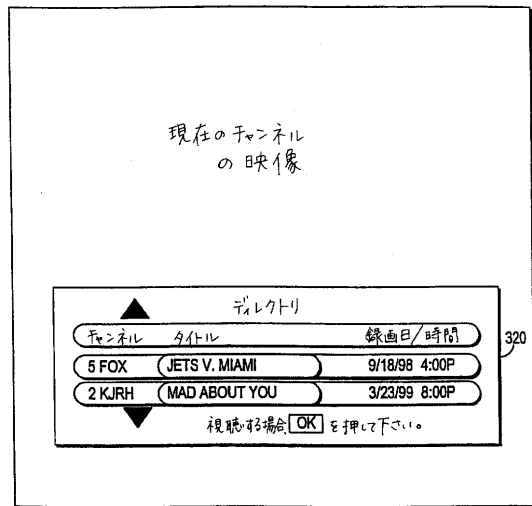 現在のチャンネル
の映像
ディレクトリ
チャンネル タイトル 録画日/時間
320
5 FOX JETS V. MIAMI 9/18/98 4:00P
2 KJRH MAD ABOUT YOU 3/23/99 8:00P
視聴する場合、OK を押して下さい。